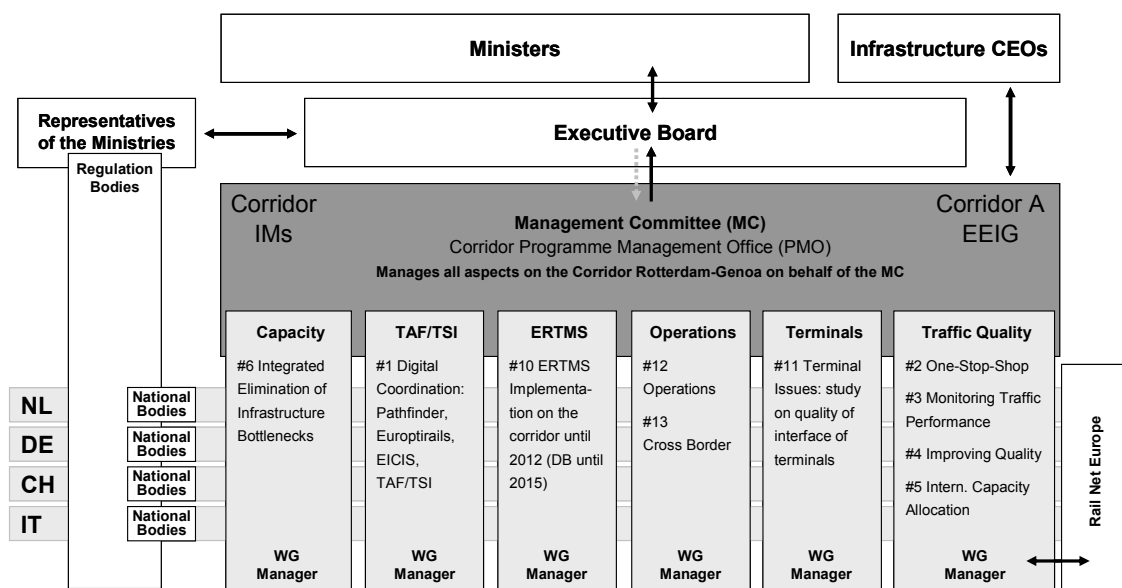 Ministers
Infrastructure CEOs
Representatives
of the Ministries
Executive Board
Regulation
Bodies
Corridor
IMs
Management Committee (MC)
Corridor Programme Management Office (PMO)
Manages all aspects on the Corridor Rotterdam-Genoa on behalf of the MC
Corridor A
EEIG
Capacity
#6 Integrated
Elimination of
Infrastructure
Bottlenecks
WG
Manager
TAF/TSI
#1 Digital
Coordination:
Pathfinder,
Europtirails,
EICIS,
TAF/TSI
WG
Manager
ERTMS
#10 ERTMS
Implementa-
tion on the
corridor until
2012 (DB until
2015)
WG
Manager
Operations
#12
Operations
#13
Cross Border
WG
Manager
Terminals
#11 Terminal
Issues: study
on quality of
interface of
terminals
WG
Manager
Traffic Quality
#2 One-Stop-Shop
#3 Monitoring Traffic
Performance
#4 Improving Quality
#5 Intern. Capacity
Allocation
WG
Manager
NL
National
Bodies
DE
National
Bodies
CH
National
Bodies
IT
National
Bodies
Rail Net Europe